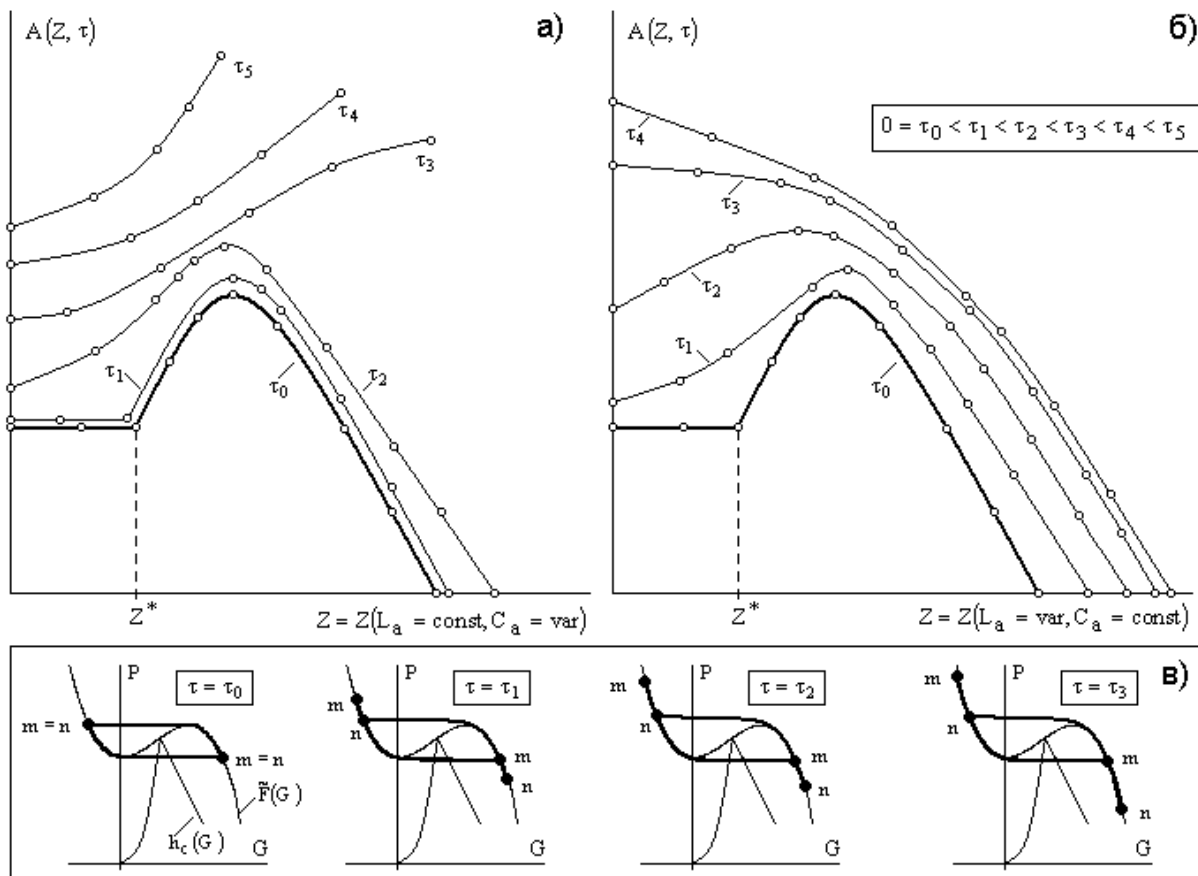 A(Z, τ)
а)
τ₅
τ₄
τ₃
τ₁
τ₀
τ₂
Z*
Z = Z(Lₐ = const, Cₐ = var)
A(Z, τ)
б)
0 = τ₀ < τ₁ < τ₂ < τ₃ < τ₄ < τ₅
τ₄
τ₃
τ₂
τ₁
τ₀
Z*
Z = Z(Lₐ = var, Cₐ = const)
в)
P
τ = τ₀
m = n
m = n
F̃(G)
h_c(G)
G
P
τ = τ₁
m
n
m
n
G
P
τ = τ₂
m
n
m
n
G
P
τ = τ₃
m
n
m
n
G